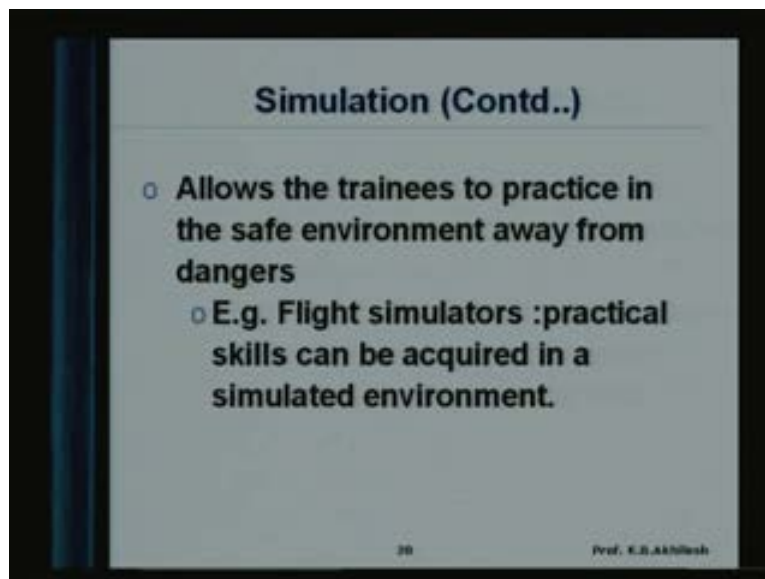 Simulation (Contd..)
o Allows the trainees to practice in
the safe environment away from
dangers
o E.g. Flight simulators :practical
skills can be acquired in a
simulated environment.
20 Prof. K.B.Akhilesh